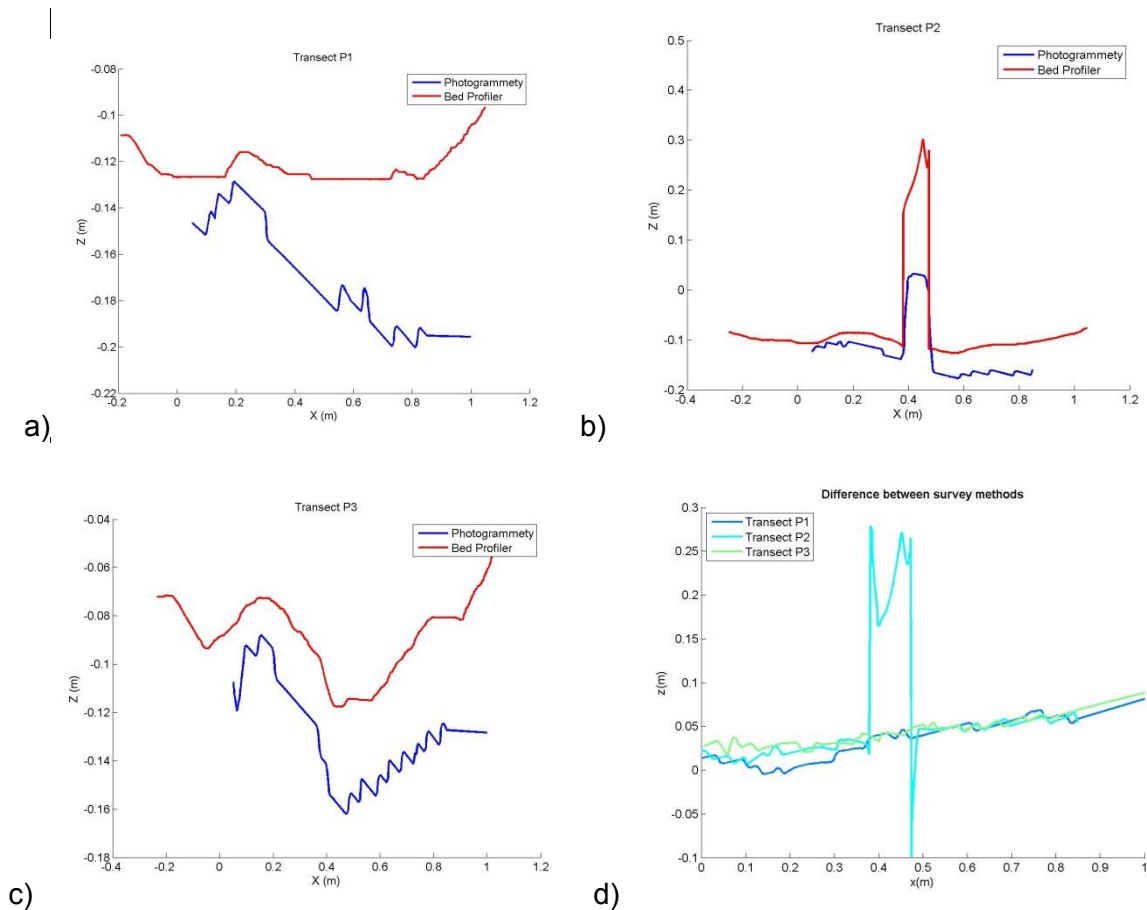 Transect P1
Photogrammety
Bed Profiler
-0.08
-0.1
-0.12
-0.14
-0.16
-0.18
-0.2
-0.22
Z (m)
-0.2 0 0.2 0.4 0.6 0.8 1 1.2
X (m)
a)
Transect P2
Photogrammety
Bed Profiler
0.5
0.4
0.3
0.2
0.1
0
-0.1
-0.2
Z (m)
-0.4 -0.2 0 0.2 0.4 0.6 0.8 1 1.2
X (m)
b)
Transect P3
Photogrammety
Bed Profiler
-0.04
-0.06
-0.08
-0.1
-0.12
-0.14
-0.16
-0.18
Z (m)
-0.4 -0.2 0 0.2 0.4 0.6 0.8 1 1.2
X (m)
c)
Difference between survey methods
Transect P1
Transect P2
Transect P3
0.3
0.25
0.2
0.15
0.1
0.05
0
-0.05
-0.1
z(m)
0 0.1 0.2 0.3 0.4 0.5 0.6 0.7 0.8 0.9 1
x(m)
d)